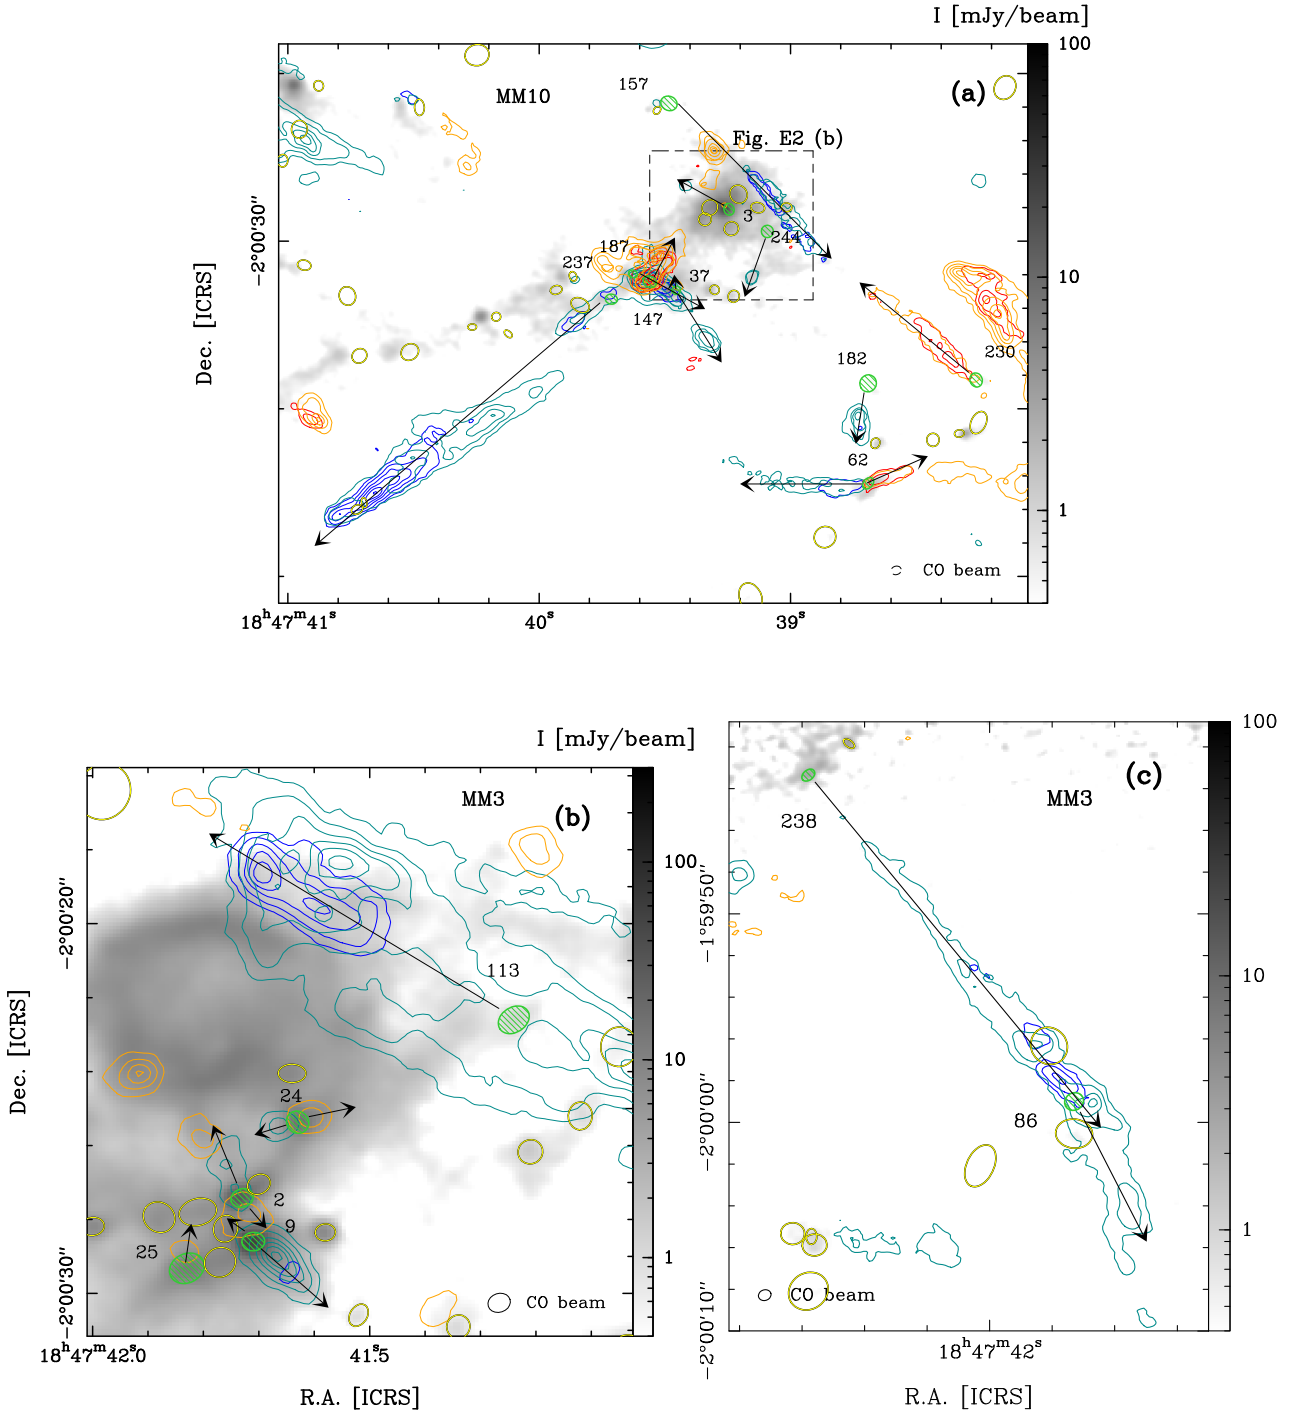 I [mJy/beam]
100
157
MM10
(a)
Fig. E2 (b)
3
244
−2°00′30″
187
237
37
10
147
230
182
Dec. [ICRS]
62
1
CO beam
18ʰ47ᵐ41ˢ
40ˢ
39ˢ
I [mJy/beam]
100
MM3
(b)
100
−2°00′20″
113
10
24
2
9
25
1
−2°00′30″
CO beam
18ʰ47ᵐ42.ˢ0
41.5
Dec. [ICRS]
R.A. [ICRS]
(c)
MM3
238
−1°59′50″
10
−2°00′00″
86
1
CO beam
−2°00′10″
18ʰ47ᵐ42ˢ
R.A. [ICRS]